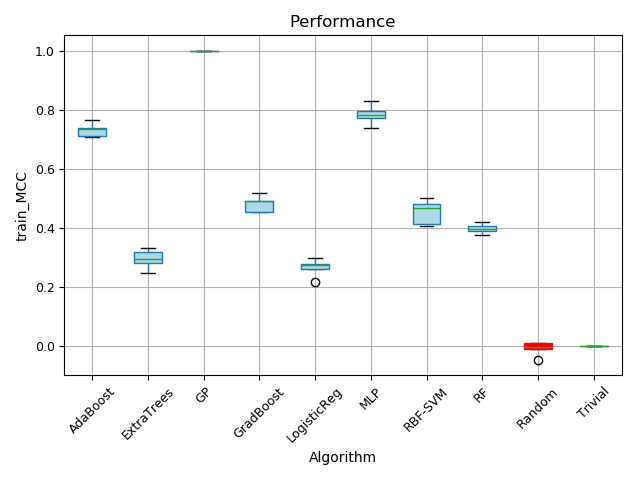 Performance
train_MCC
1.0
0.8
0.6
0.4
0.2
0.0
AdaBoost
ExtraTrees
GP
GradBoost
LogisticReg
MLP
RBF-SVM
RF
Random
Trivial
Algorithm